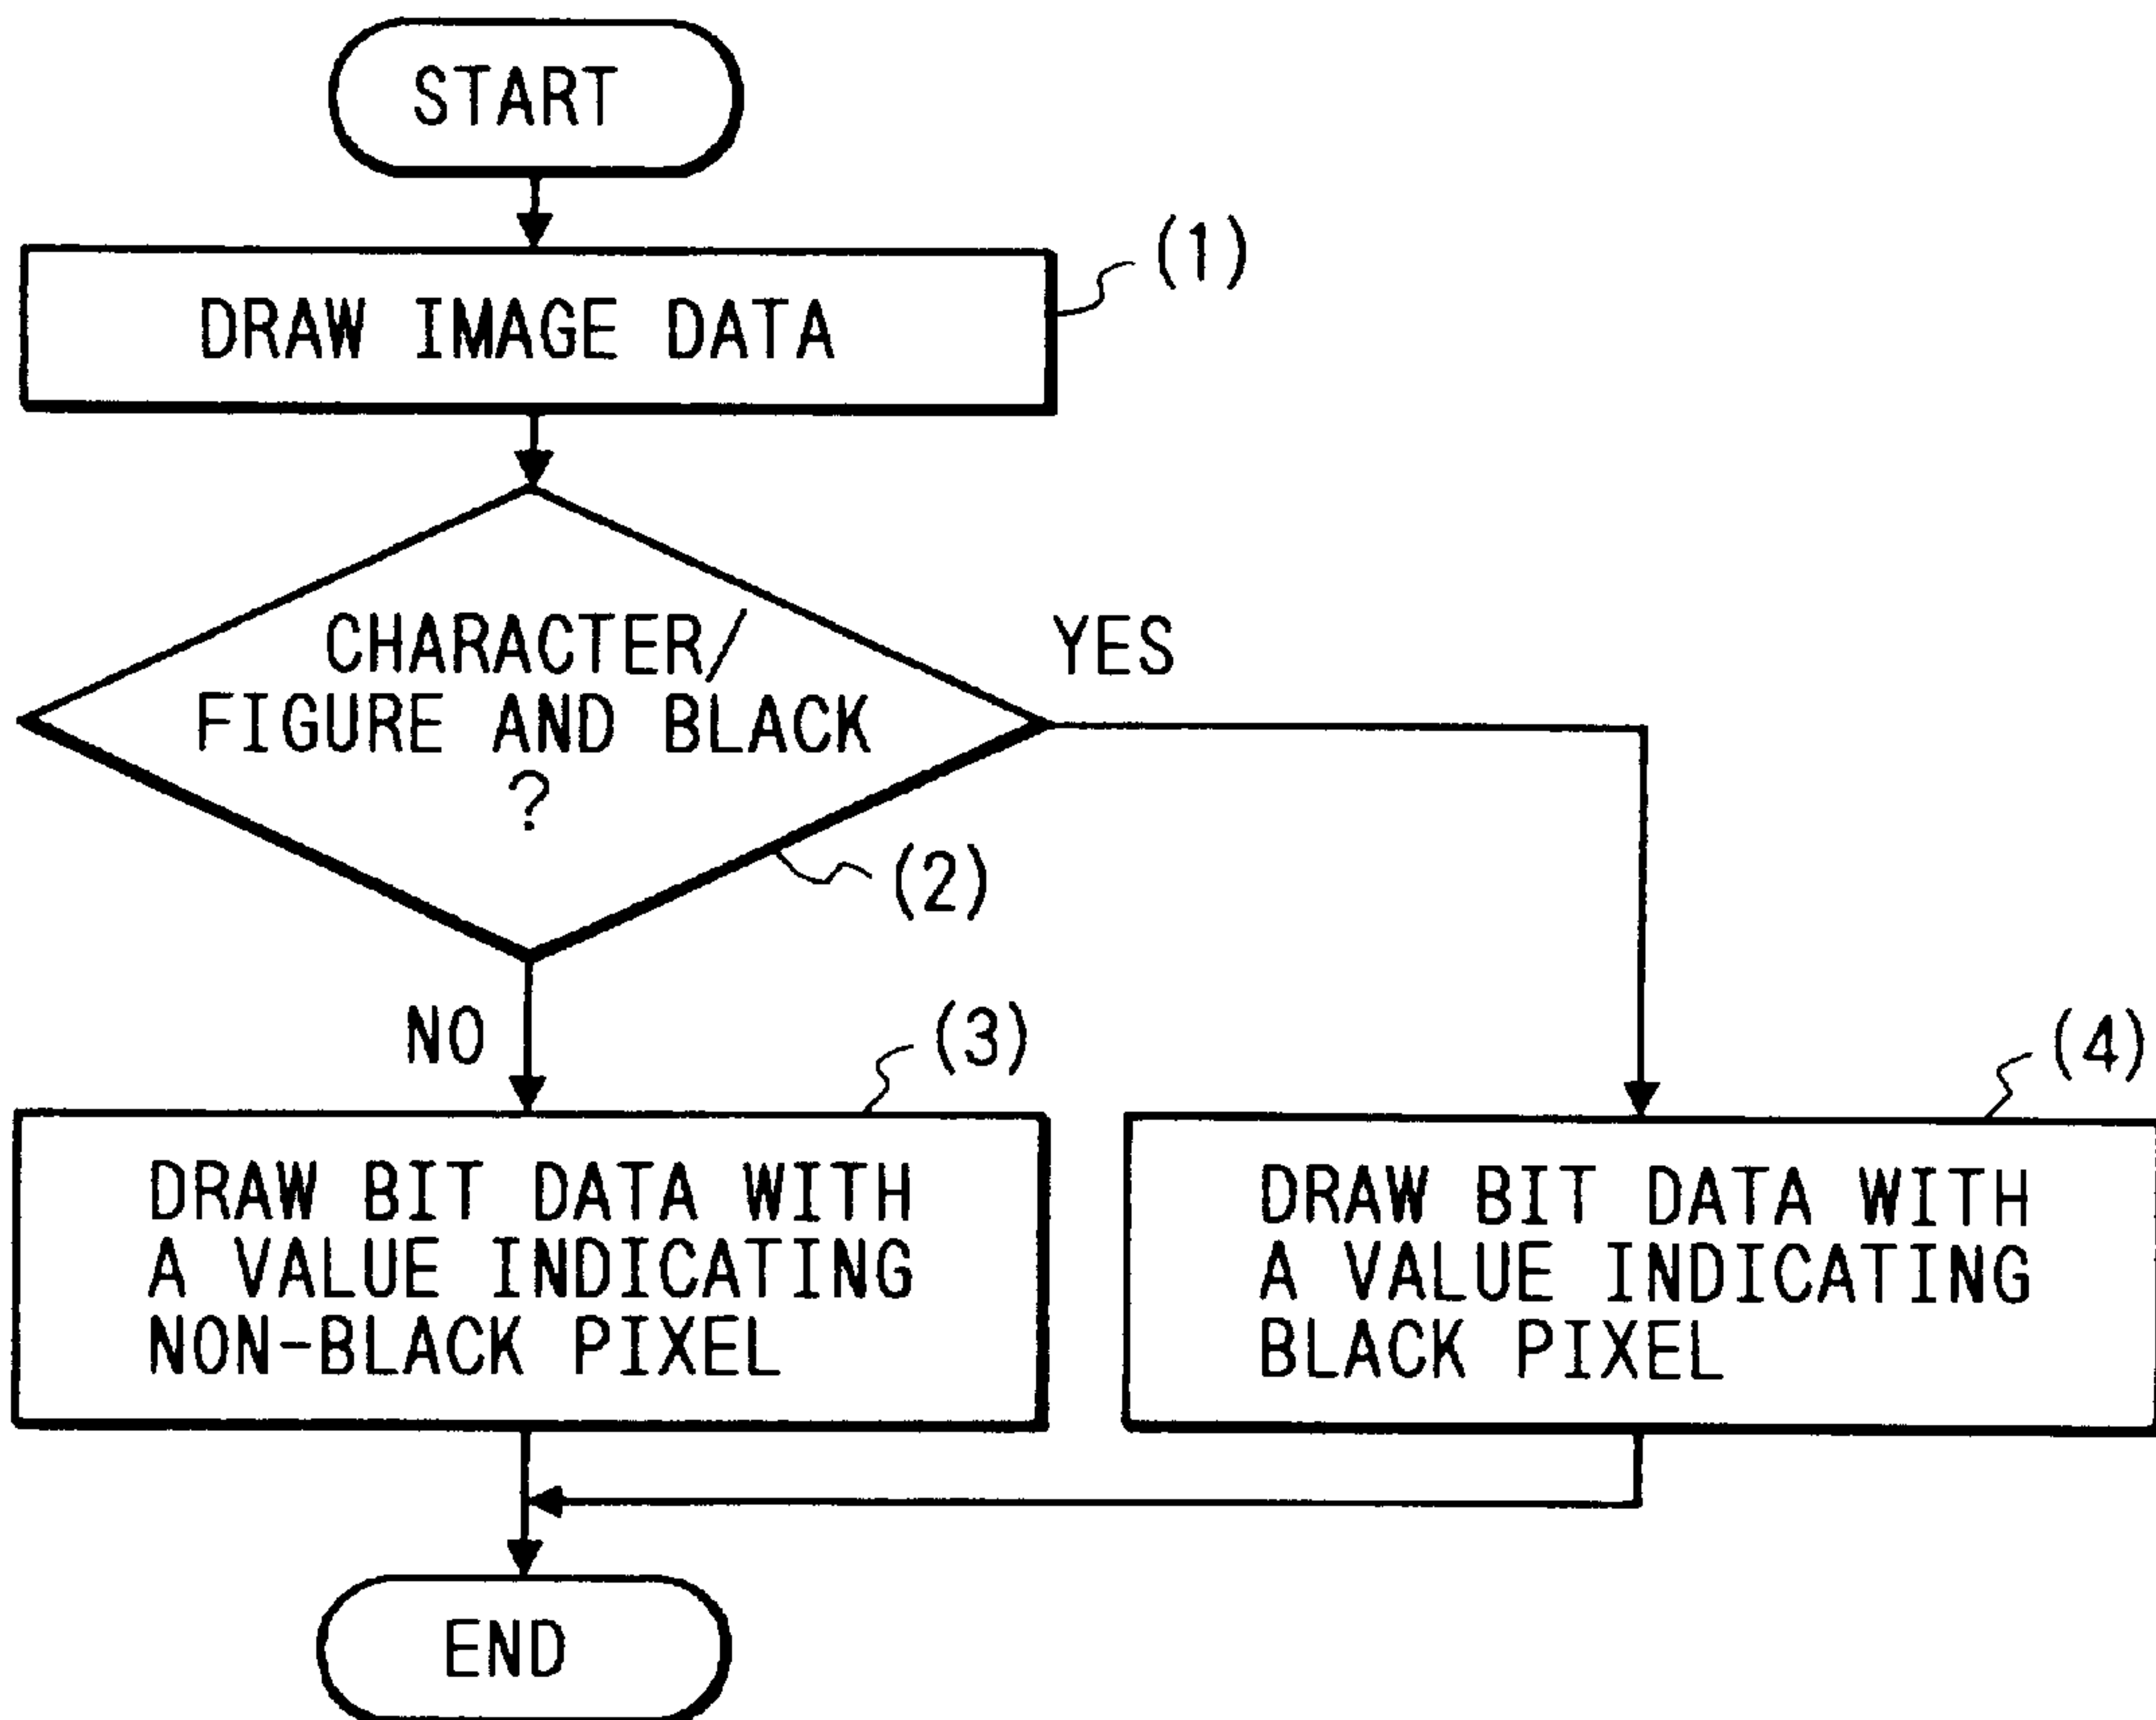 START
(1)
DRAW IMAGE DATA
CHARACTER/
FIGURE AND BLACK
?
YES
(2)
NO
(3)
DRAW BIT DATA WITH
A VALUE INDICATING
NON-BLACK PIXEL
(4)
DRAW BIT DATA WITH
A VALUE INDICATING
BLACK PIXEL
END